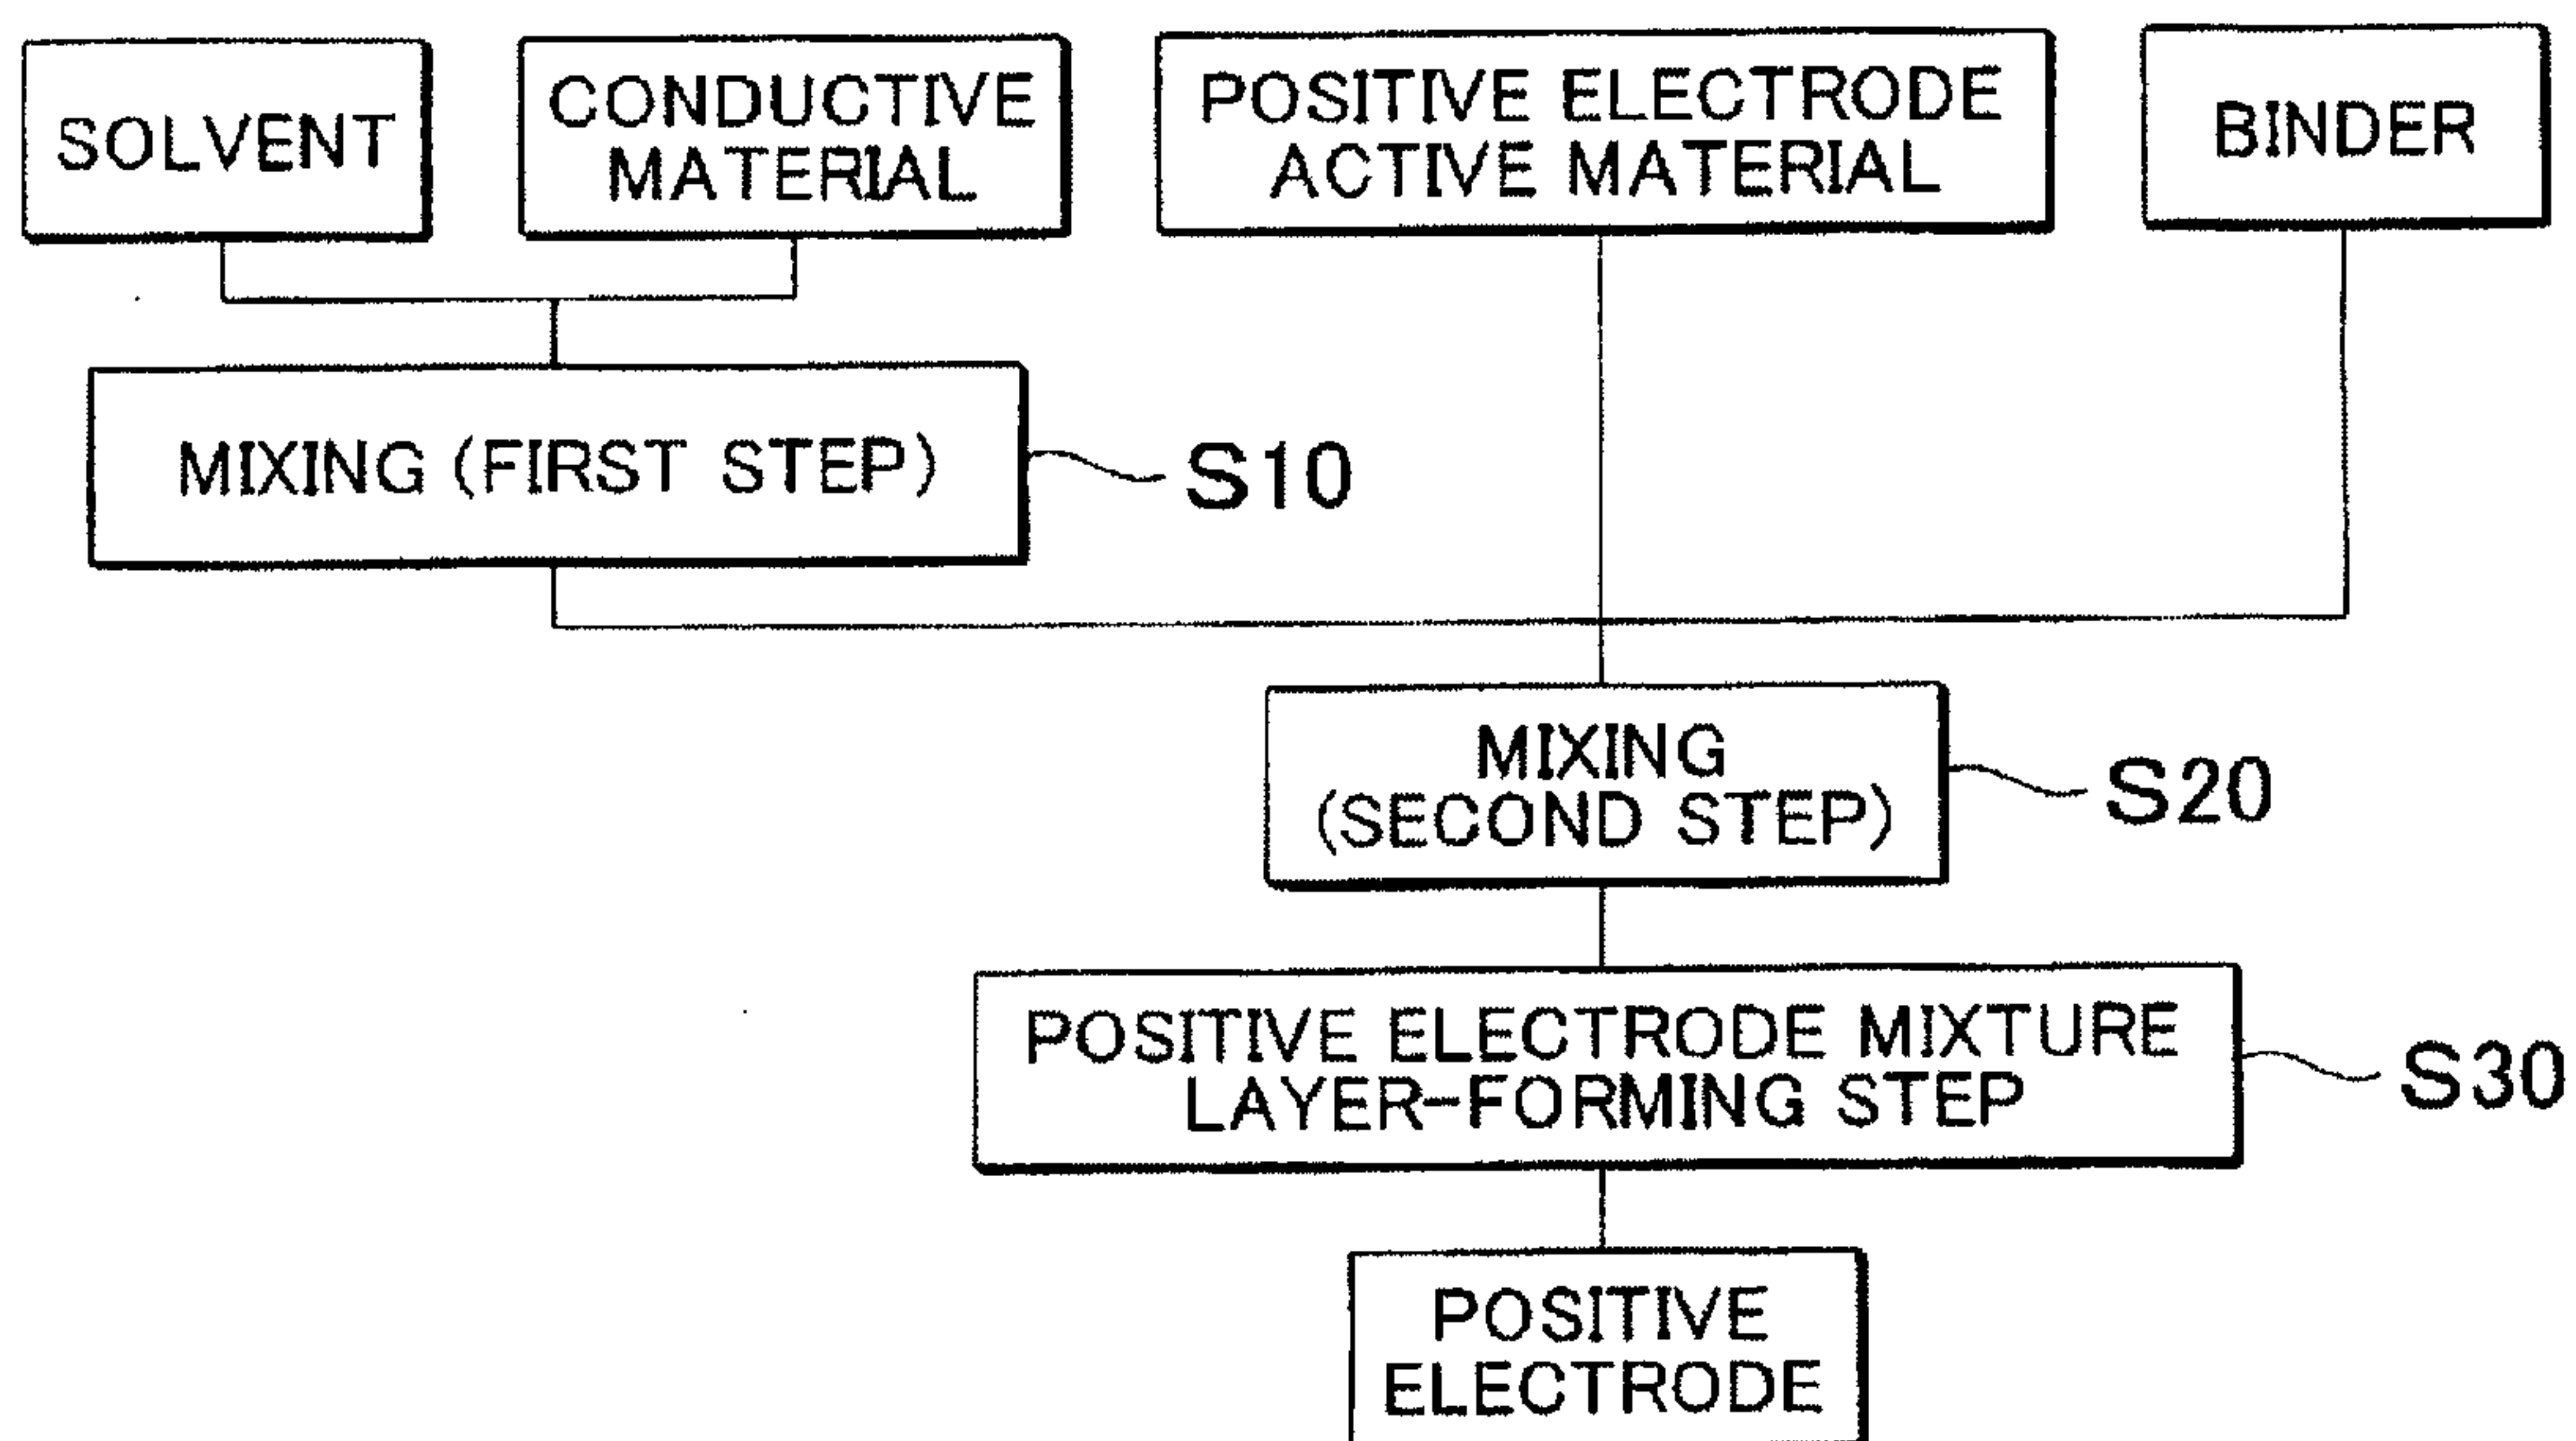 SOLVENT
CONDUCTIVE
MATERIAL
POSITIVE ELECTRODE
ACTIVE MATERIAL
BINDER
MIXING (FIRST STEP)
S10
MIXING
(SECOND STEP)
S20
POSITIVE ELECTRODE MIXTURE
LAYER-FORMING STEP
S30
POSITIVE
ELECTRODE